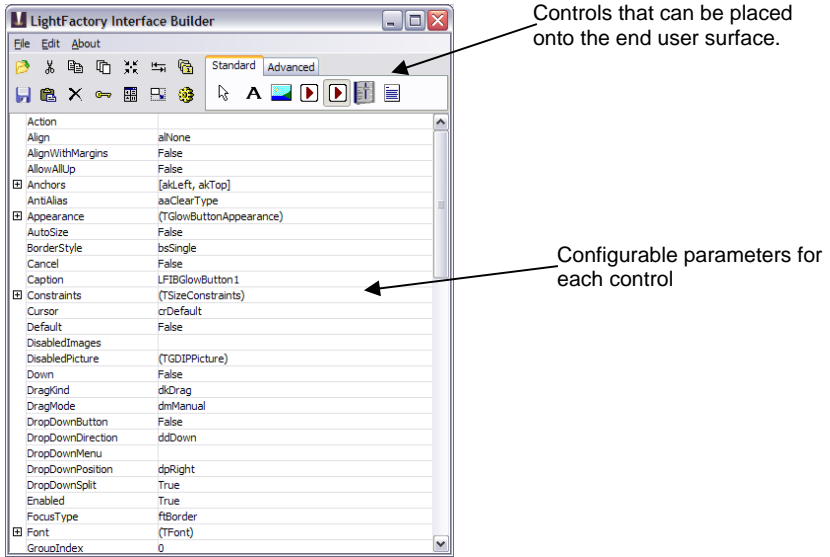 LightFactory Interface Builder
File Edit About
Standard Advanced
A
Action
Align alNone
AlignWithMargins False
AllowAllUp False
Anchors [akLeft, akTop]
AntiAlias aaClearType
Appearance (TGlowButtonAppearance)
AutoSize False
BorderStyle bsSingle
Cancel False
Caption LFIBGlowButton1
Constraints (TSizeConstraints)
Cursor crDefault
Default False
DisabledImages
DisabledPicture (TGDIPPicture)
Down False
DragKind dkDrag
DragMode dmManual
DropDownButton False
DropDownDirection ddDown
DropDownMenu
DropDownPosition dpRight
DropDownSplit True
Enabled True
FocusType ftBorder
Font (TFont)
GroupIndex 0
Controls that can be placed
onto the end user surface.
Configurable parameters for
each control